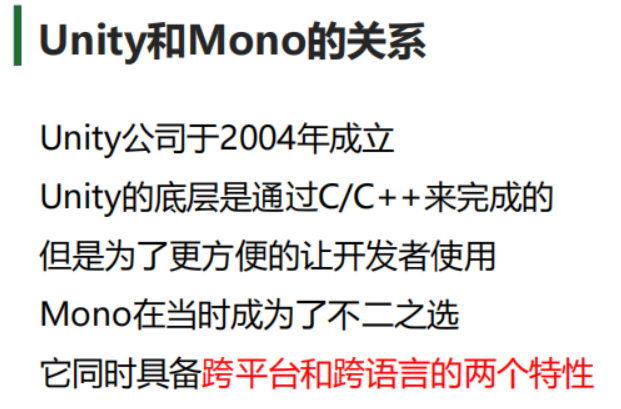 Unity和Mono的关系
Unity公司于2004年成立
Unity的底层是通过C/C++来完成的
但是为了更方便的让开发者使用
Mono在当时成为了不二之选
它同时具备跨平台和跨语言的两个特性